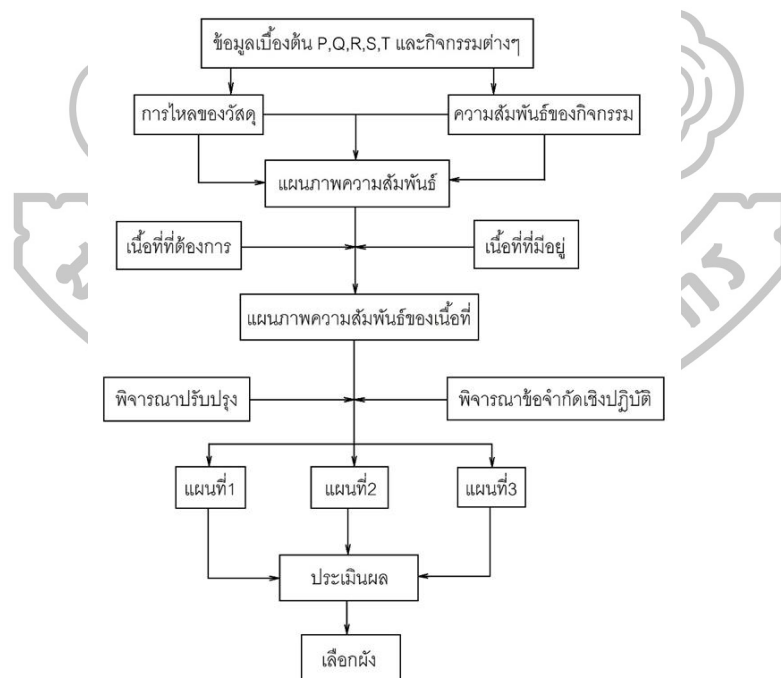 ข้อมูลเบื้องต้น P,Q,R,S,T และกิจกรรมต่างๆ
การไหลของวัสดุ
ความสัมพันธ์ของกิจกรรม
แผนภาพความสัมพันธ์
เนื้อที่ที่ต้องการ
เนื้อที่ที่มีอยู่
แผนภาพความสัมพันธ์ของเนื้อที่
พิจารณาปรับปรุง
พิจารณาข้อจำกัดเชิงปฏิบัติ
แผนที่1
แผนที่2
แผนที่3
ประเมินผล
เลือกผัง